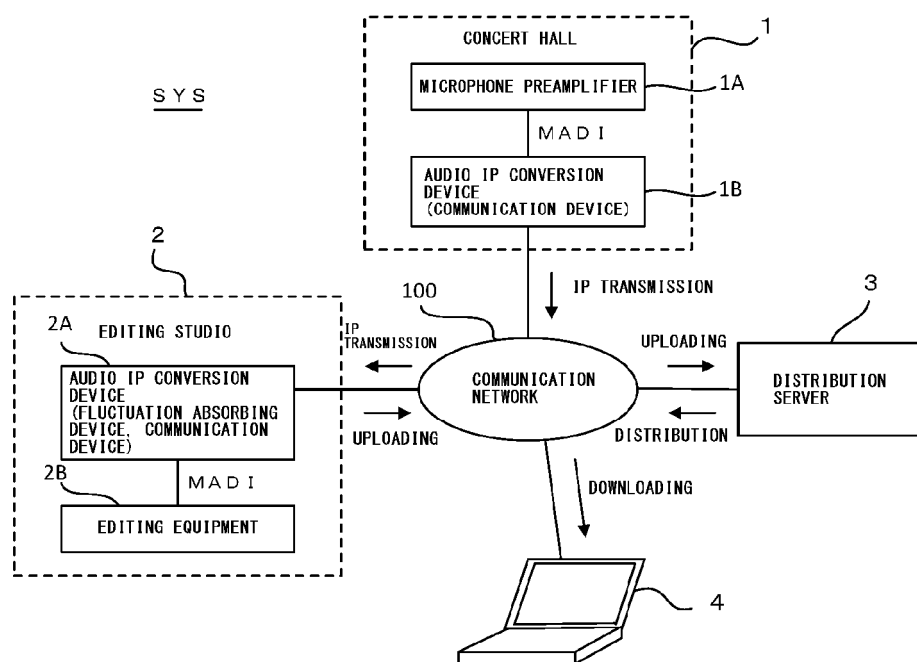 CONCERT HALL
1
MICROPHONE PREAMPLIFIER
1A
SYS
MADI
AUDIO IP CONVERSION
DEVICE
(COMMUNICATION DEVICE)
1B
2
IP TRANSMISSION
100
3
EDITING STUDIO
2A
IP
TRANSMISSION
UPLOADING
AUDIO IP CONVERSION
DEVICE
(FLUCTUATION ABSORBING
DEVICE, COMMUNICATION
DEVICE)
COMMUNICATION
NETWORK
DISTRIBUTION
SERVER
UPLOADING
DISTRIBUTION
2B
MADI
DOWNLOADING
EDITING EQUIPMENT
4